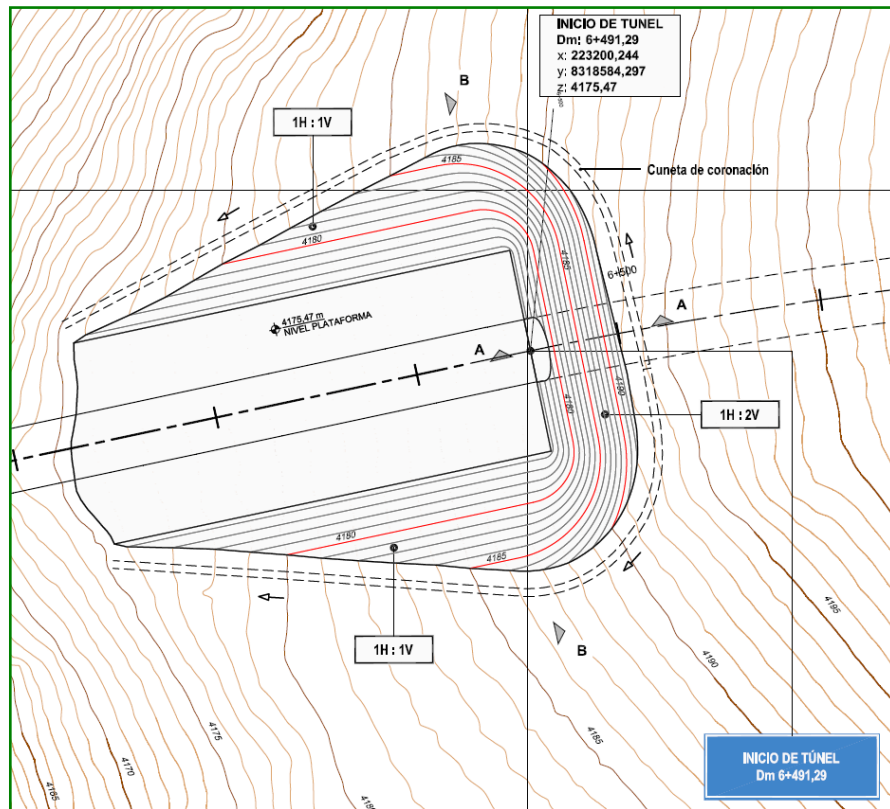 INICIO DE TUNEL
Dm: 6+491,29
x: 223200,244
y: 8318584,297
z: 4175,47
B
1H : 1V
4185
Cuneta de coronación
4180
4180
6+500
4175,47 m
NIVEL PLATAFORMA
A
A
4190
4180
1H : 2V
4180
4185
1H : 1V
B
4195
4190
4185
4175
4170
4165
INICIO DE TÚNEL
Dm 6+491,29